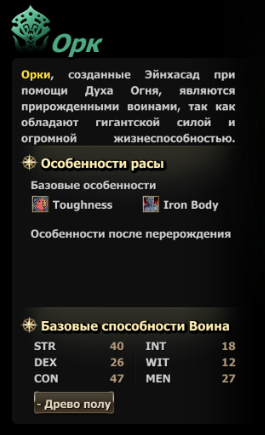 Орк
Орки, созданные Эйнхасад при
помощи Духа Огня, являются
прирожденными воинами, так как
обладают гигантской силой и
огромной жизнеспособностью.
Особенности расы
Базовые особенности
Toughness Iron Body
Особенности после перерождения
Базовые способности Воина
STR 40 INT 18
DEX 26 WIT 12
CON 47 MEN 27
- Древо полу